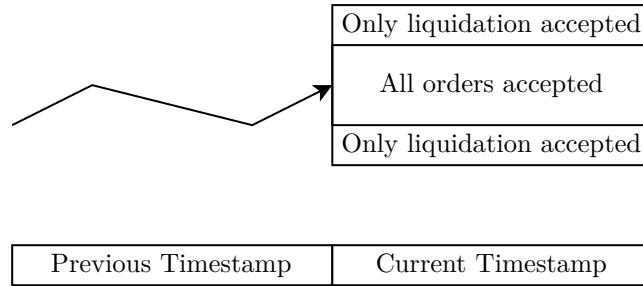 Only liquidation accepted
All orders accepted
Only liquidation accepted
Previous Timestamp
Current Timestamp